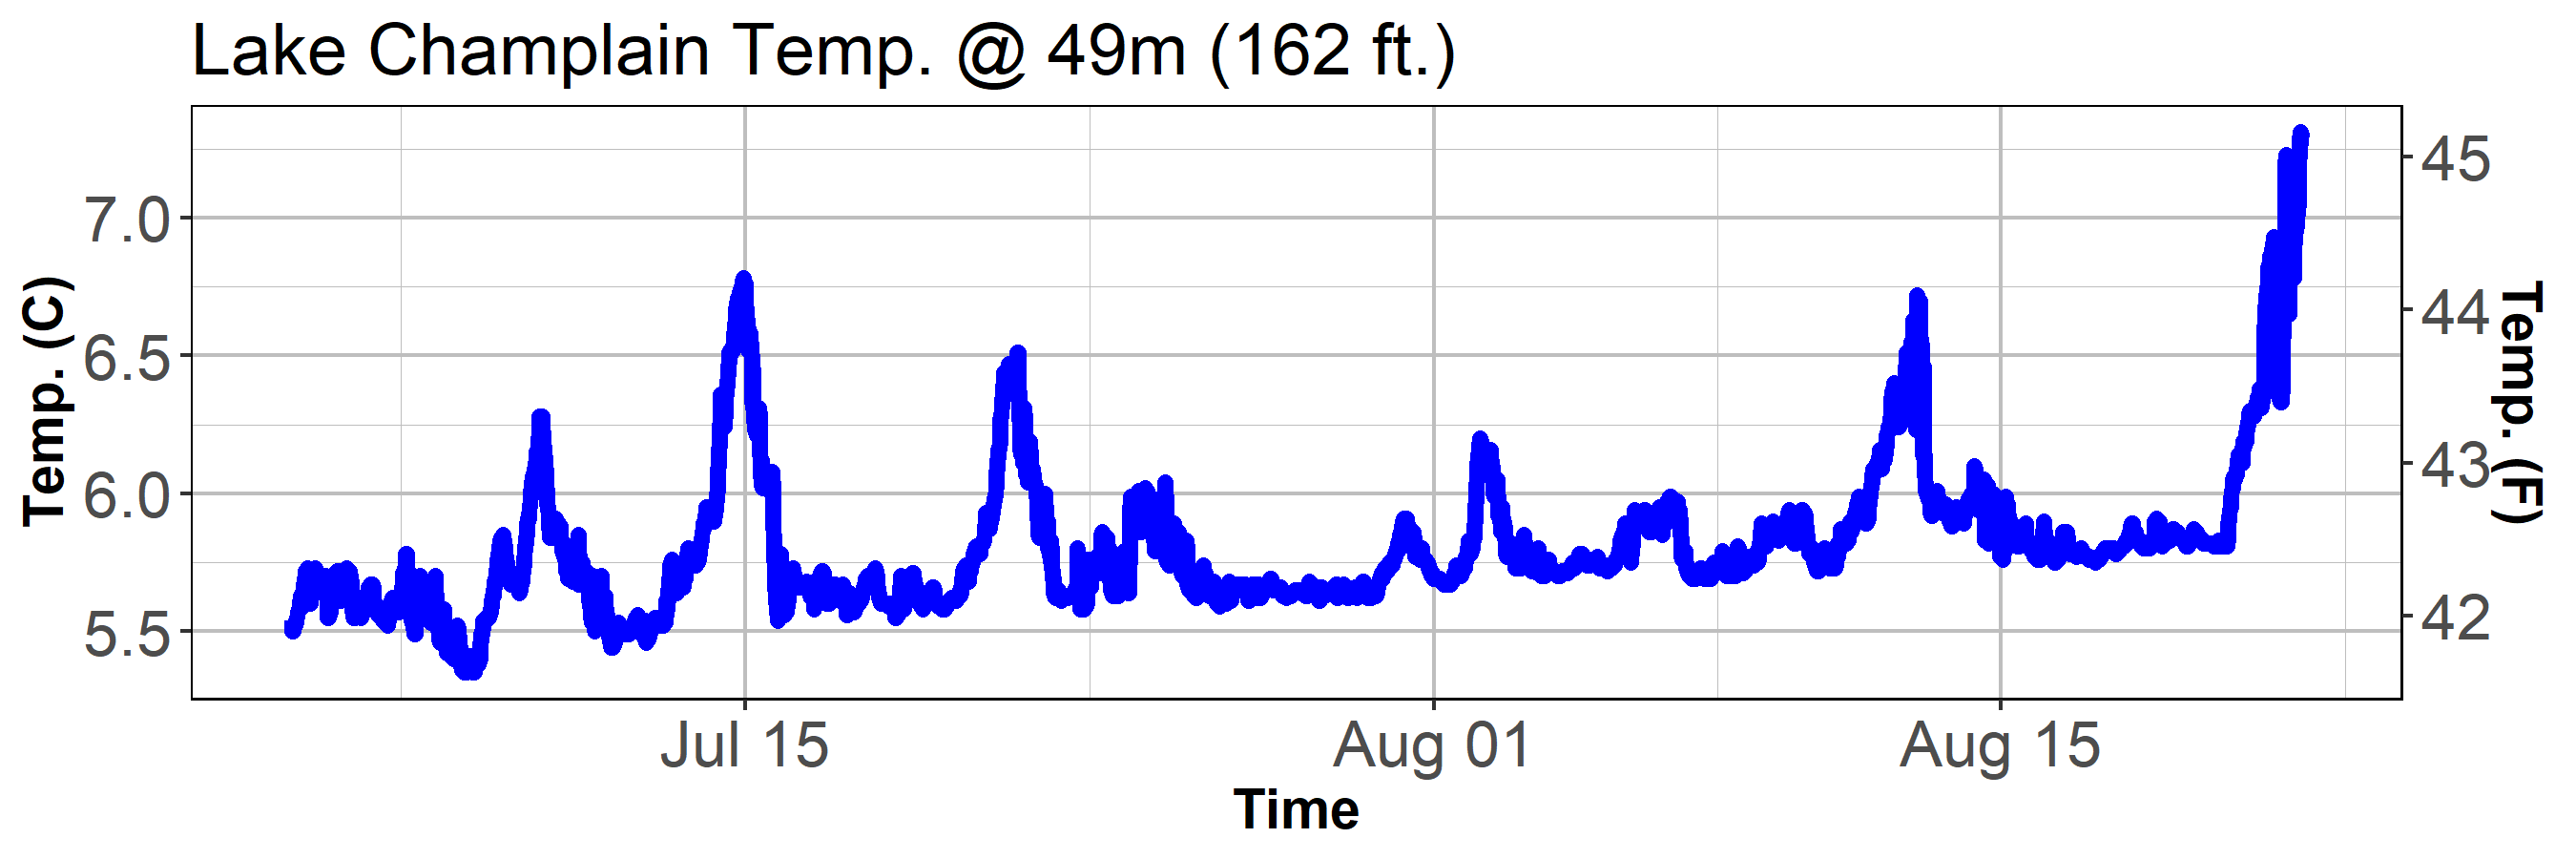 Lake Champlain Temp. @ 49m (162 ft.)
Temp. (C)
7.0
6.5
6.0
5.5
45
44
43
42
Temp. (F)
Jul 15
Aug 01
Aug 15
Time